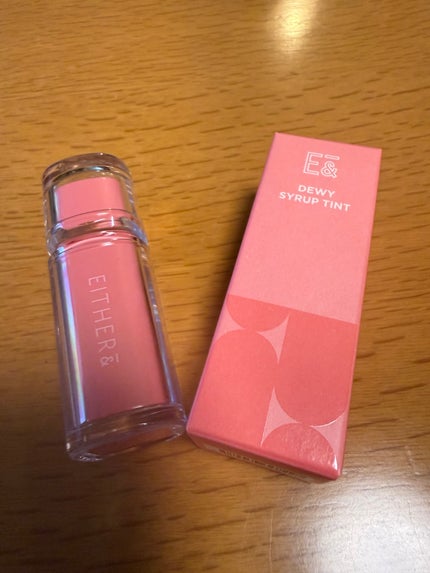 EITHER&
E&
DEWY
SYRUP TINT